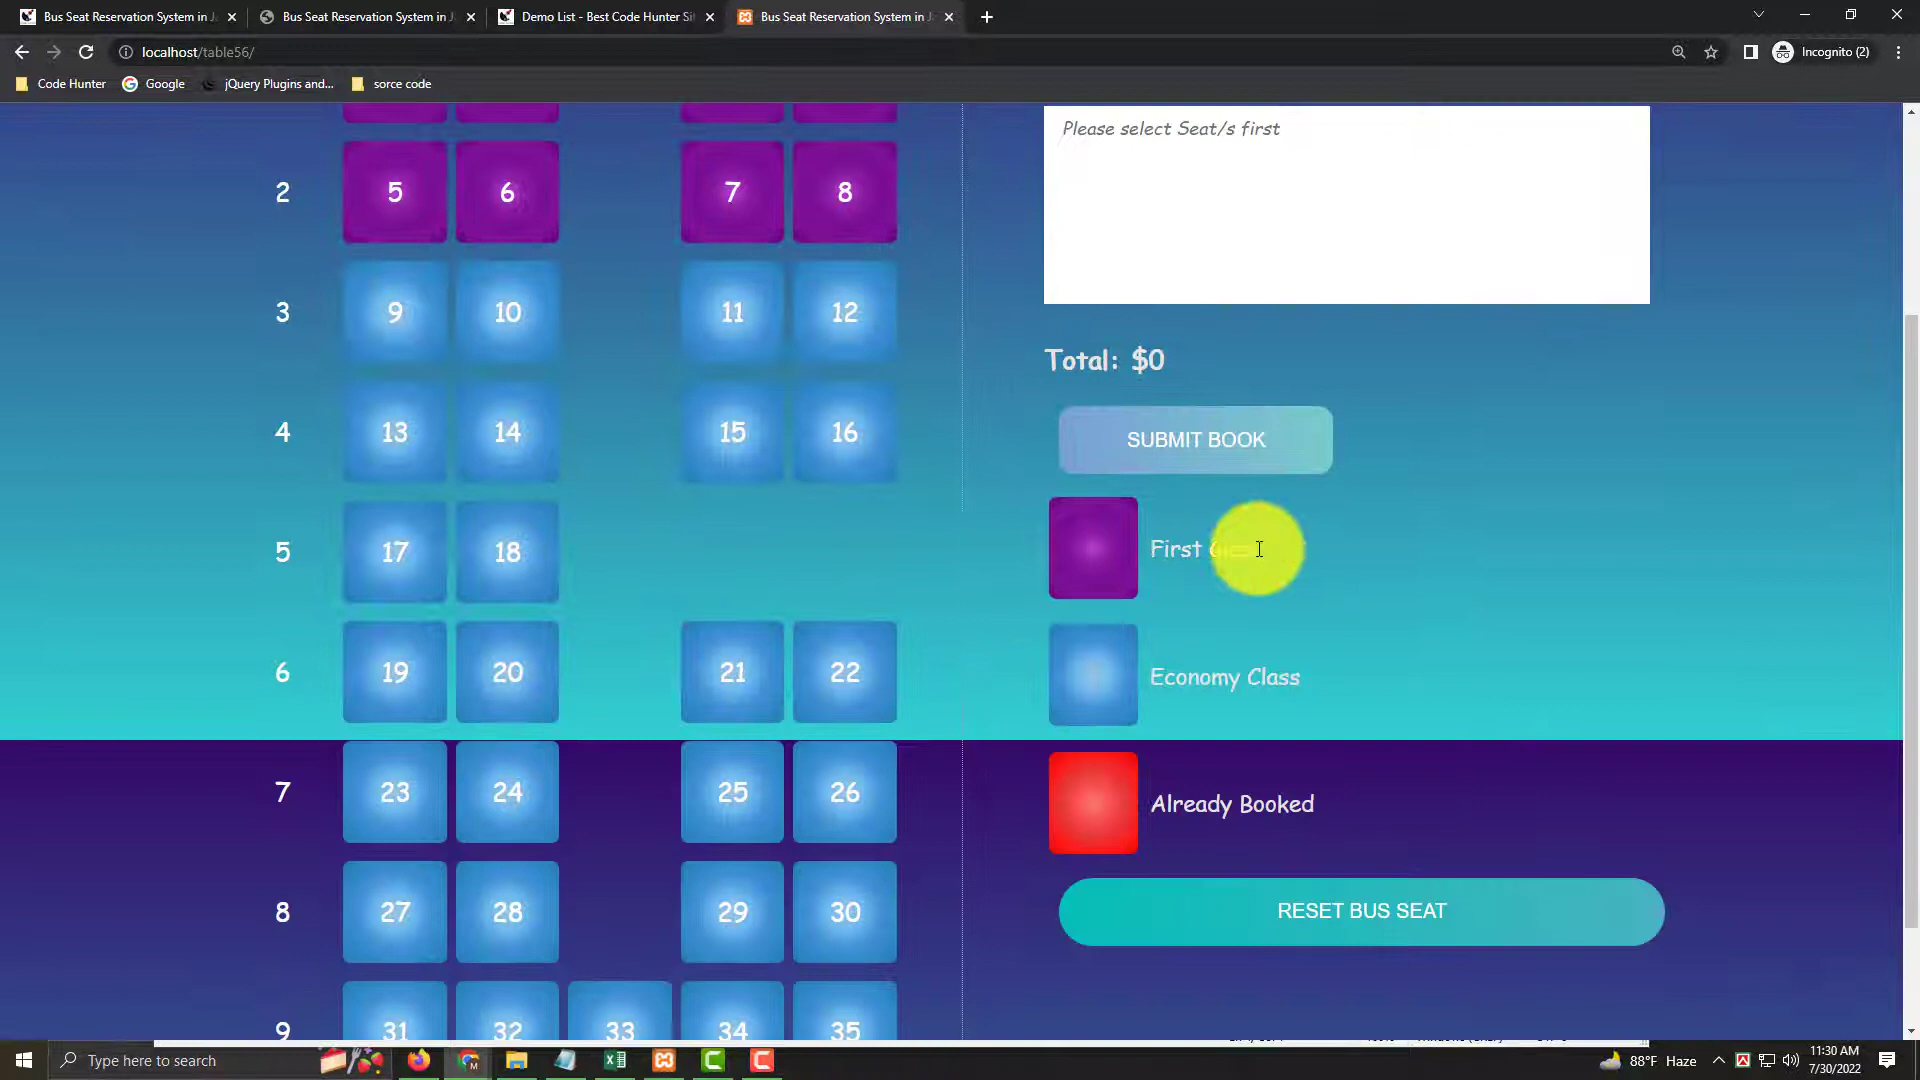 Bus Seat Reservation System in J
Bus Seat Reservation System in J
Demo List - Best Code Hunter Si
Bus Seat Reservation System in J
localhost/table56/
Incognito (2)
Code Hunter
Google
jQuery Plugins and...
sorce code
2 5 6 7 8
3 9 10 11 12
4 13 14 15 16
5 17 18
6 19 20 21 22
7 23 24 25 26
8 27 28 29 30
9 31 32 33 34 35
Please select Seat/s first
Total: $0
SUBMIT BOOK
First
Economy Class
Already Booked
RESET BUS SEAT
Type here to search
88°F Haze
11:30 AM
7/30/2022